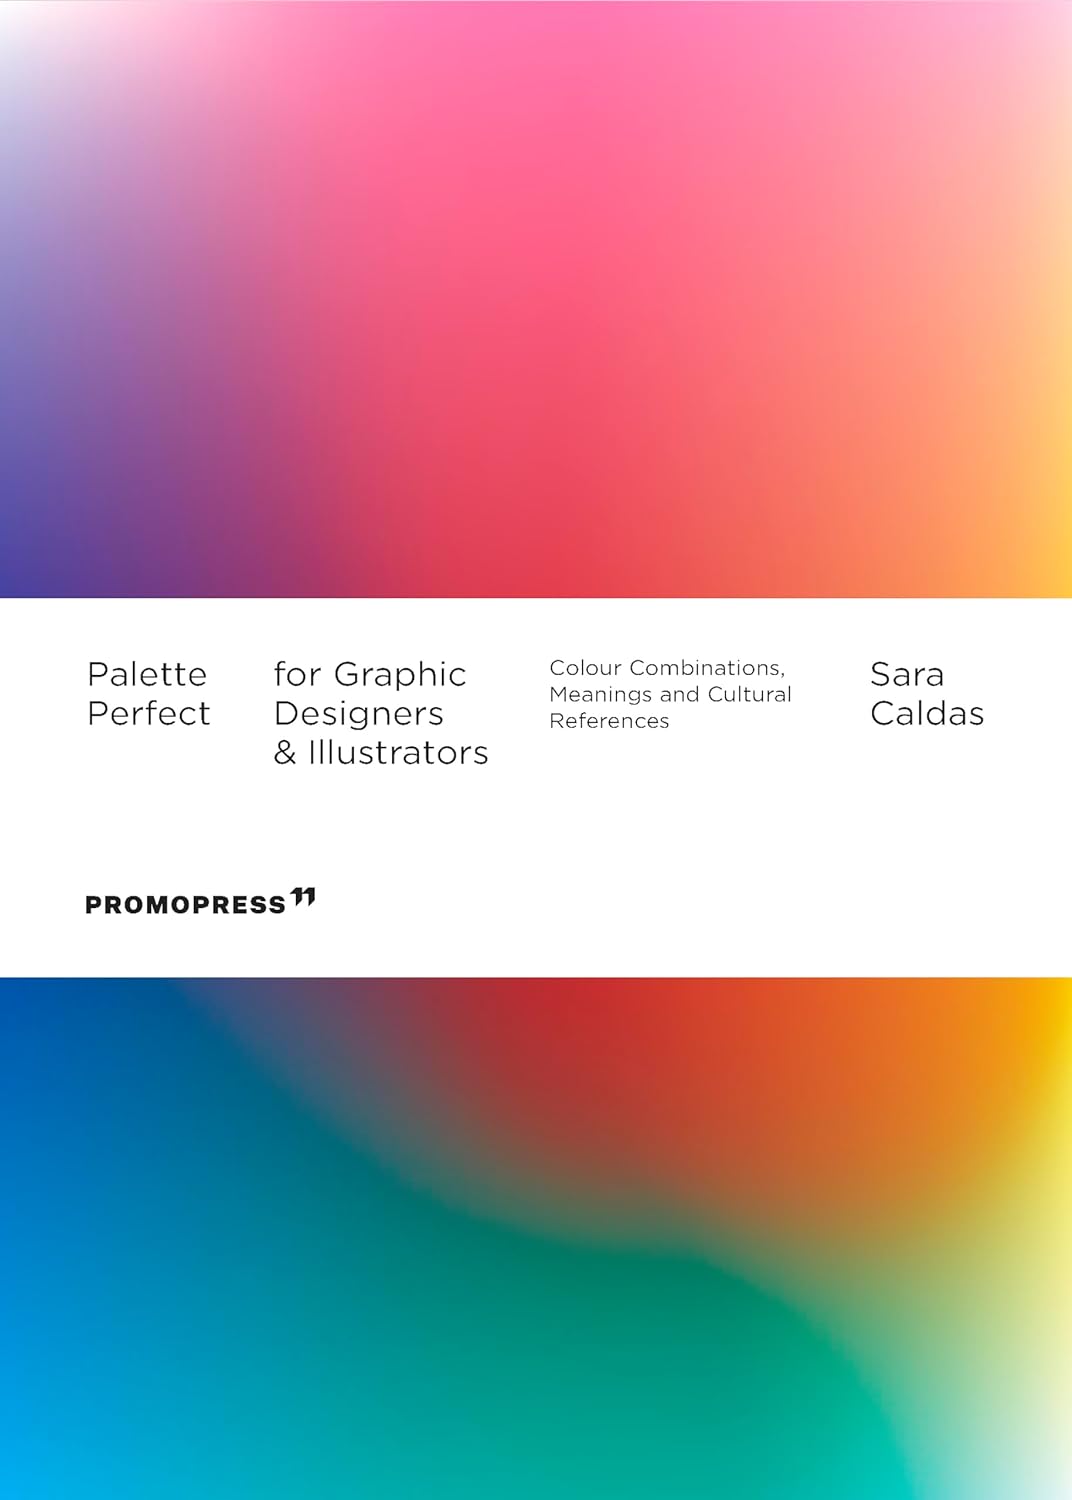 Palette
Perfect
for Graphic
Designers
& Illustrators
Colour Combinations,
Meanings and Cultural
References
Sara
Caldas
PROMOPRESS